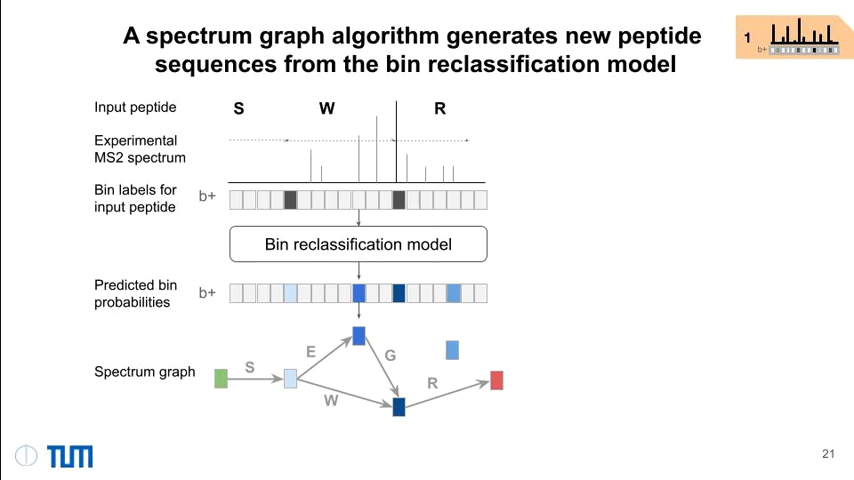 A spectrum graph algorithm generates new peptide
sequences from the bin reclassification model
1
b+
Input peptide
S W R
Experimental
MS2 spectrum
Bin labels for
input peptide
b+
Bin reclassification model
Predicted bin
probabilities
b+
Spectrum graph
S
E
G
W
R
TUM
21